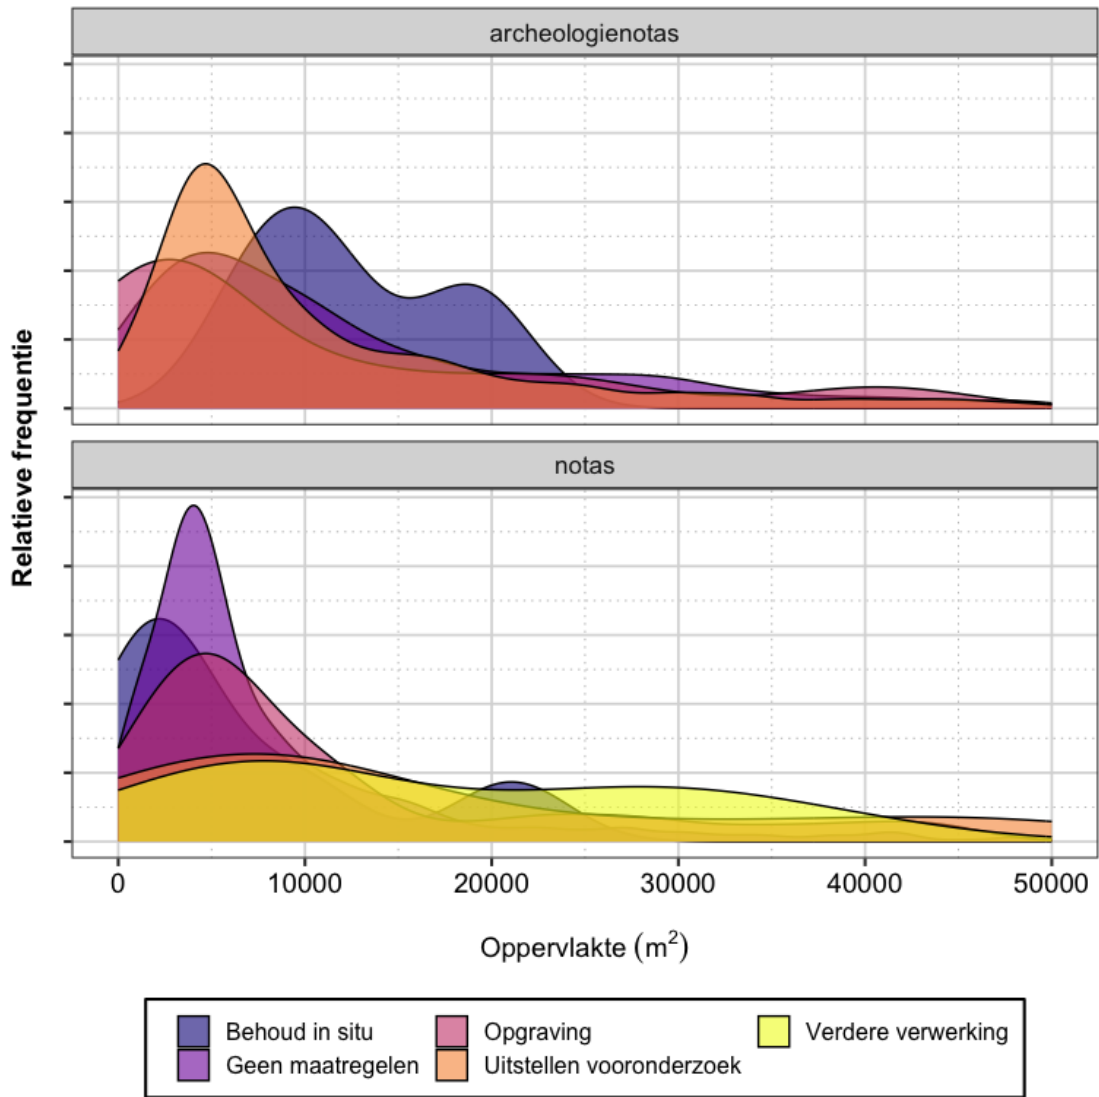 archeologienotas
Relatieve frequentie
notas
0 10000 20000 30000 40000 50000
Oppervlakte (m²)
Behoud in situ Opgraving Verdere verwerking
Geen maatregelen Uitstellen vooronderzoek